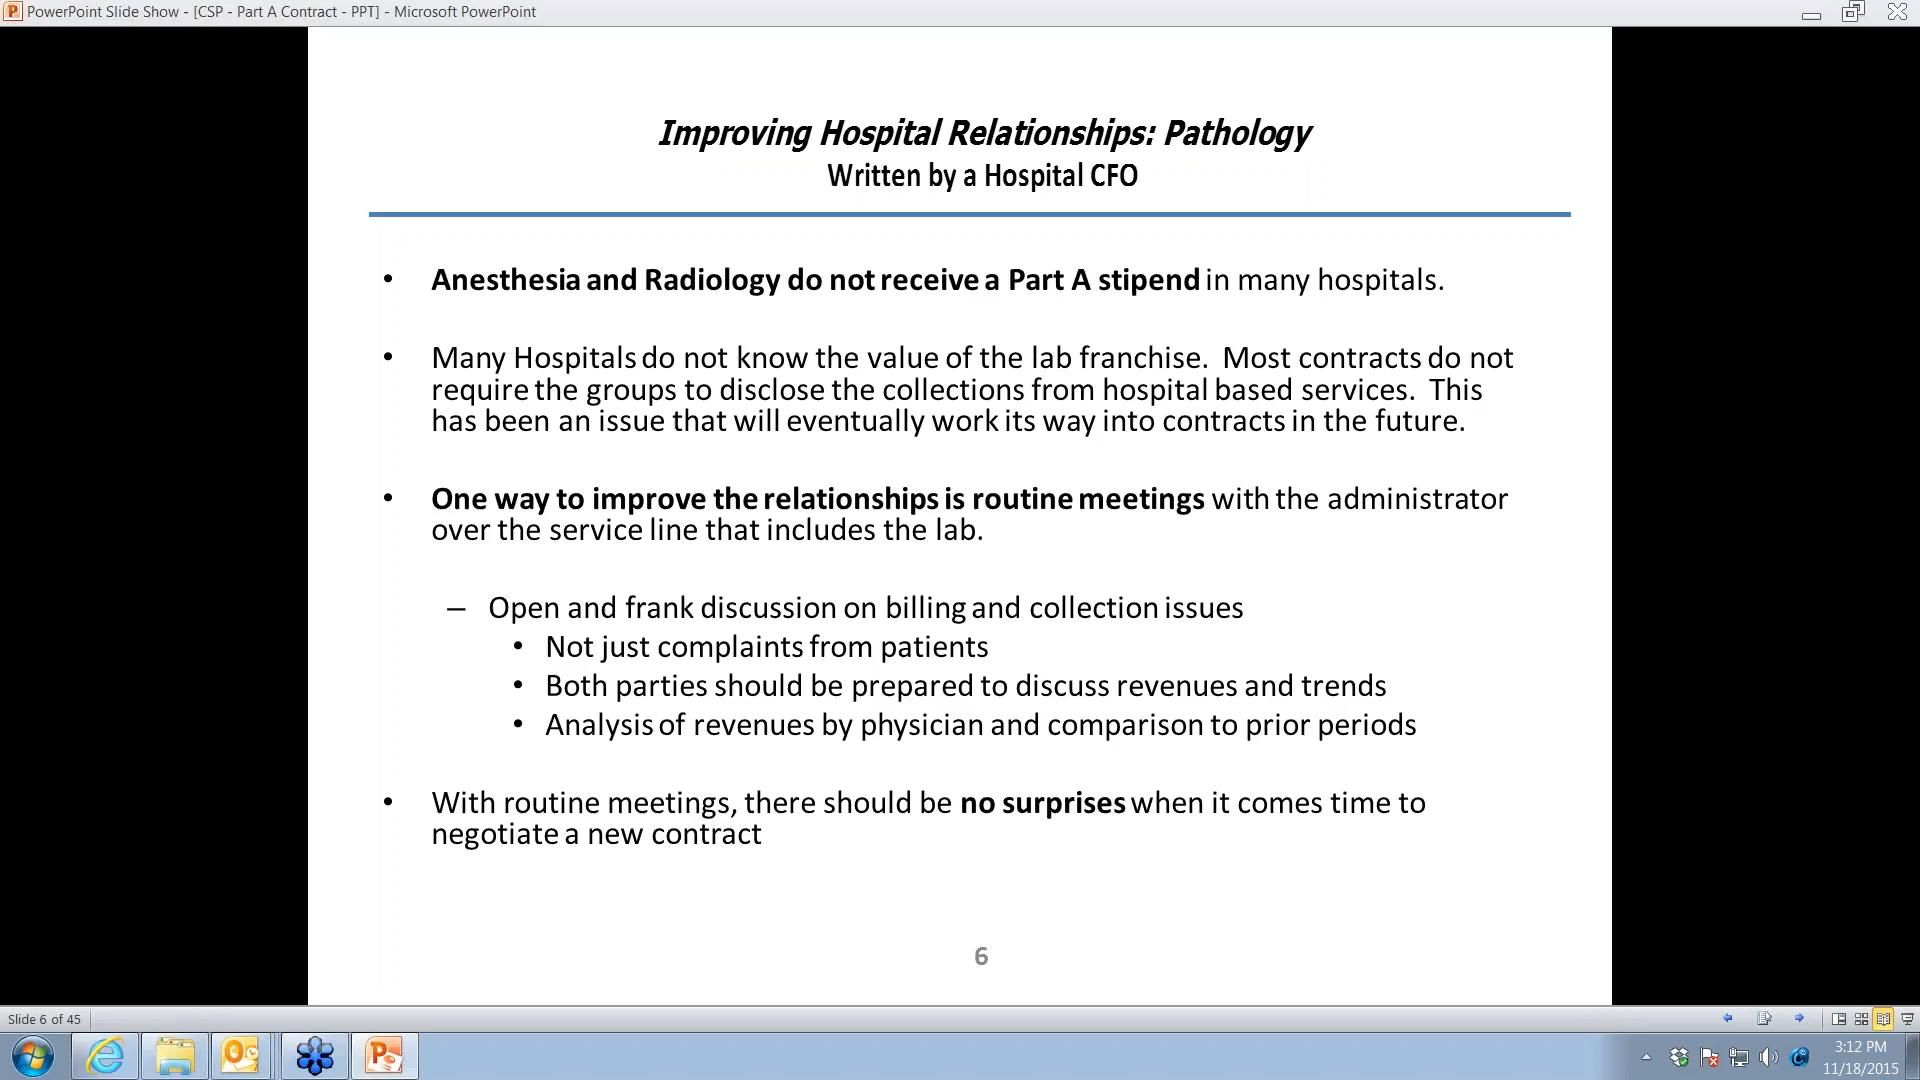 PowerPoint Slide Show - [CSP - Part A Contract - PPT] - Microsoft PowerPoint
Improving Hospital Relationships: Pathology
Written by a Hospital CFO
• Anesthesia and Radiology do not receive a Part A stipend in many hospitals.
• Many Hospitals do not know the value of the lab franchise. Most contracts do not
require the groups to disclose the collections from hospital based services. This
has been an issue that will eventually work its way into contracts in the future.
• One way to improve the relationships is routine meetings with the administrator
over the service line that includes the lab.
– Open and frank discussion on billing and collection issues
• Not just complaints from patients
• Both parties should be prepared to discuss revenues and trends
• Analysis of revenues by physician and comparison to prior periods
• With routine meetings, there should be no surprises when it comes time to
negotiate a new contract
6
Slide 6 of 45
3:12 PM
11/18/2015